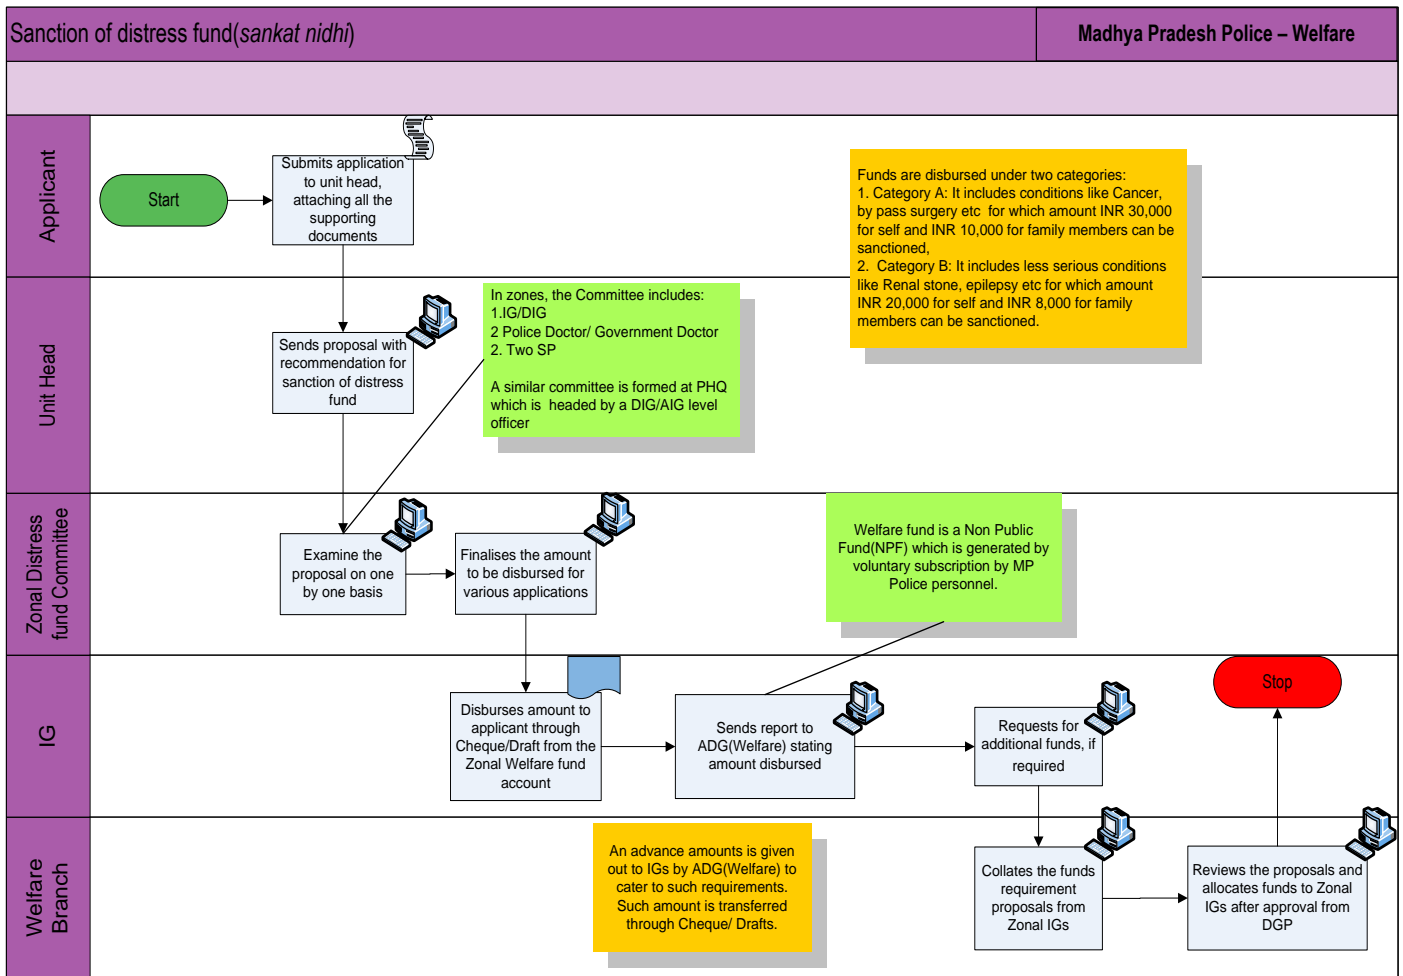 Sanction of distress fund(sankat nidhi)
Madhya Pradesh Police – Welfare
Applicant
Start
Submits application
to unit head,
attaching all the
supporting
documents
Funds are disbursed under two categories:
1. Category A: It includes conditions like Cancer,
by pass surgery etc  for which amount INR 30,000
for self and INR 10,000 for family members can be
sanctioned,
2.  Category B: It includes less serious conditions
like Renal stone, epilepsy etc for which amount
INR 20,000 for self and INR 8,000 for family
members can be sanctioned.
Unit Head
Sends proposal with
recommendation for
sanction of distress
fund
In zones, the Committee includes:
1.IG/DIG
2 Police Doctor/ Government Doctor
2. Two SP
A similar committee is formed at PHQ
which is  headed by a DIG/AIG level
officer
Zonal Distress
fund Committee
Examine the
proposal on one
by one basis
Finalises the amount
to be disbursed for
various applications
Welfare fund is a Non Public
Fund(NPF) which is generated by
voluntary subscription by MP
Police personnel.
IG
Disburses amount to
applicant through
Cheque/Draft from the
Zonal Welfare fund
account
Sends report to
ADG(Welfare) stating
amount disbursed
Requests for
additional funds, if
required
Stop
Welfare
Branch
An advance amounts is given
out to IGs by ADG(Welfare) to
cater to such requirements.
Such amount is transferred
through Cheque/ Drafts.
Collates the funds
requirement
proposals from
Zonal IGs
Reviews the proposals and
allocates funds to Zonal
IGs after approval from
DGP